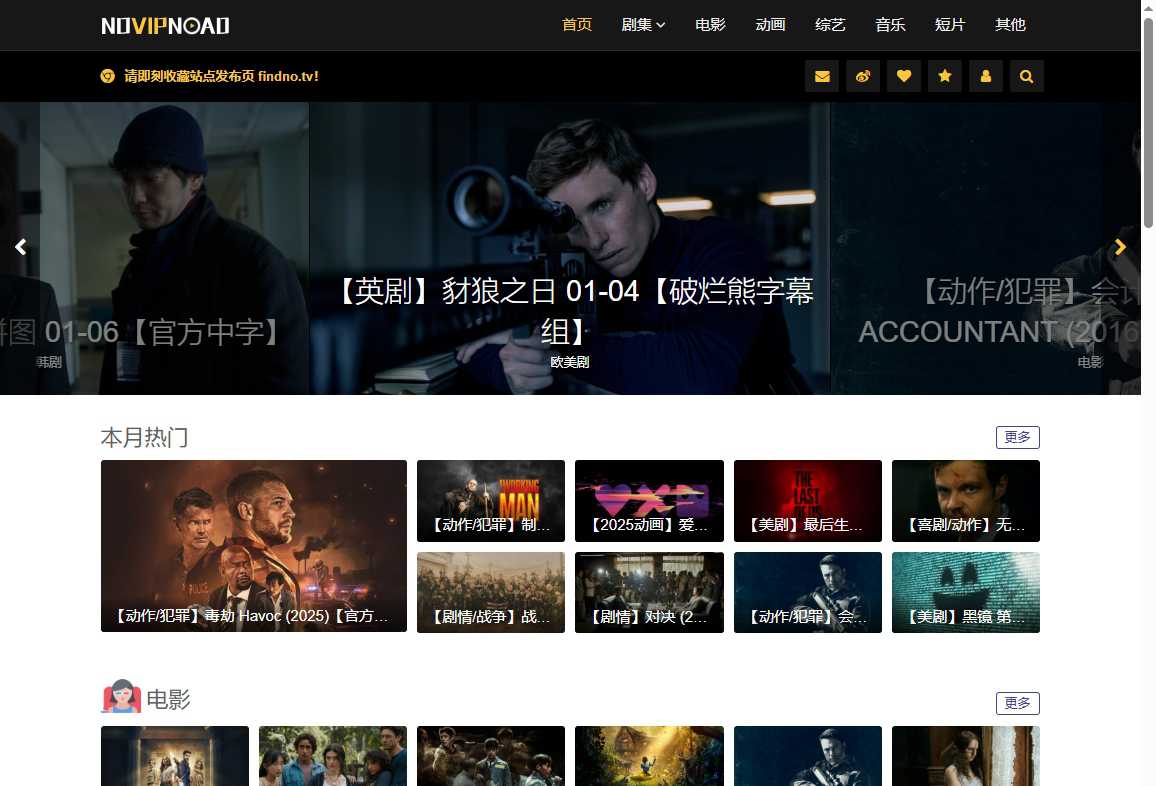 NOVIPNOAD
首页 剧集 电影 动画 综艺 音乐 短片 其他
请即刻收藏站点发布页 findno.tv!
拼图 01-06【官方中字】
韩剧
【英剧】豺狼之日 01-04【破烂熊字幕
组】
欧美剧
【动作/犯罪】会计
ACCOUNTANT (2016
电影
本月热门
更多
【动作/犯罪】毒劫 Havoc (2025)【官方…
WORKING
MAN
【动作/犯罪】制…
【2025动画】爱…
THE
LAST
OF US
【美剧】最后生…
【喜剧/动作】无…
【剧情/战争】战…
【剧情】对决 (2…
【动作/犯罪】会…
【美剧】黑镜 第…
POLICE
电影
更多